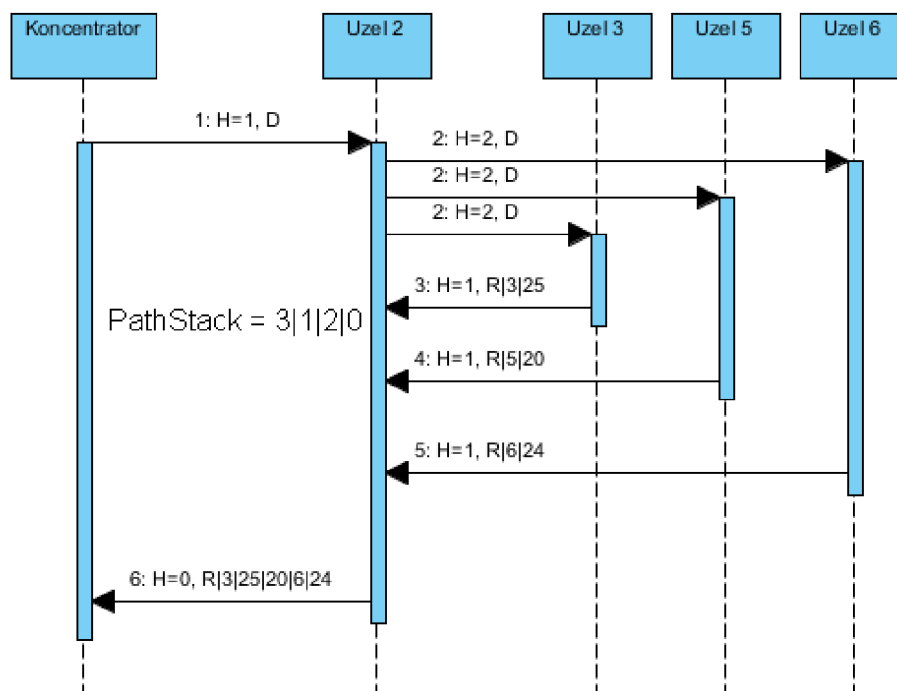 Koncentrator
Uzel 2
Uzel 3
Uzel 5
Uzel 6
1: H=1, D
2: H=2, D
2: H=2, D
2: H=2, D
3: H=1, R|3|25
PathStack = 3|1|2|0
4: H=1, R|5|20
5: H=1, R|6|24
6: H=0, R|3|25|20|6|24